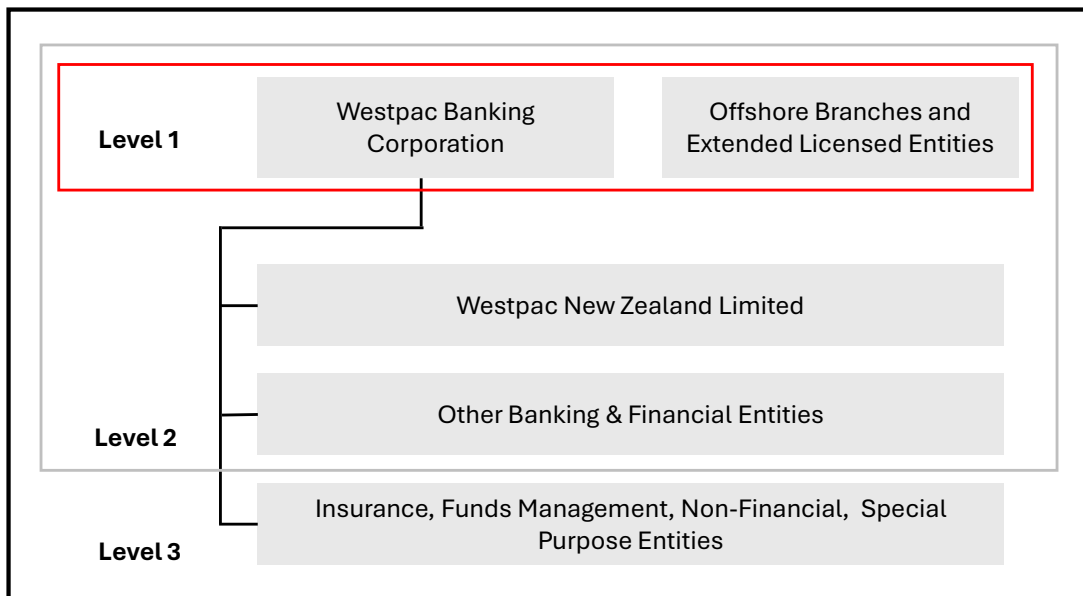 Level 1
Westpac Banking
Corporation
Offshore Branches and
Extended Licensed Entities
Westpac New Zealand Limited
Other Banking & Financial Entities
Level 2
Insurance, Funds Management, Non-Financial,  Special
Purpose Entities
Level 3